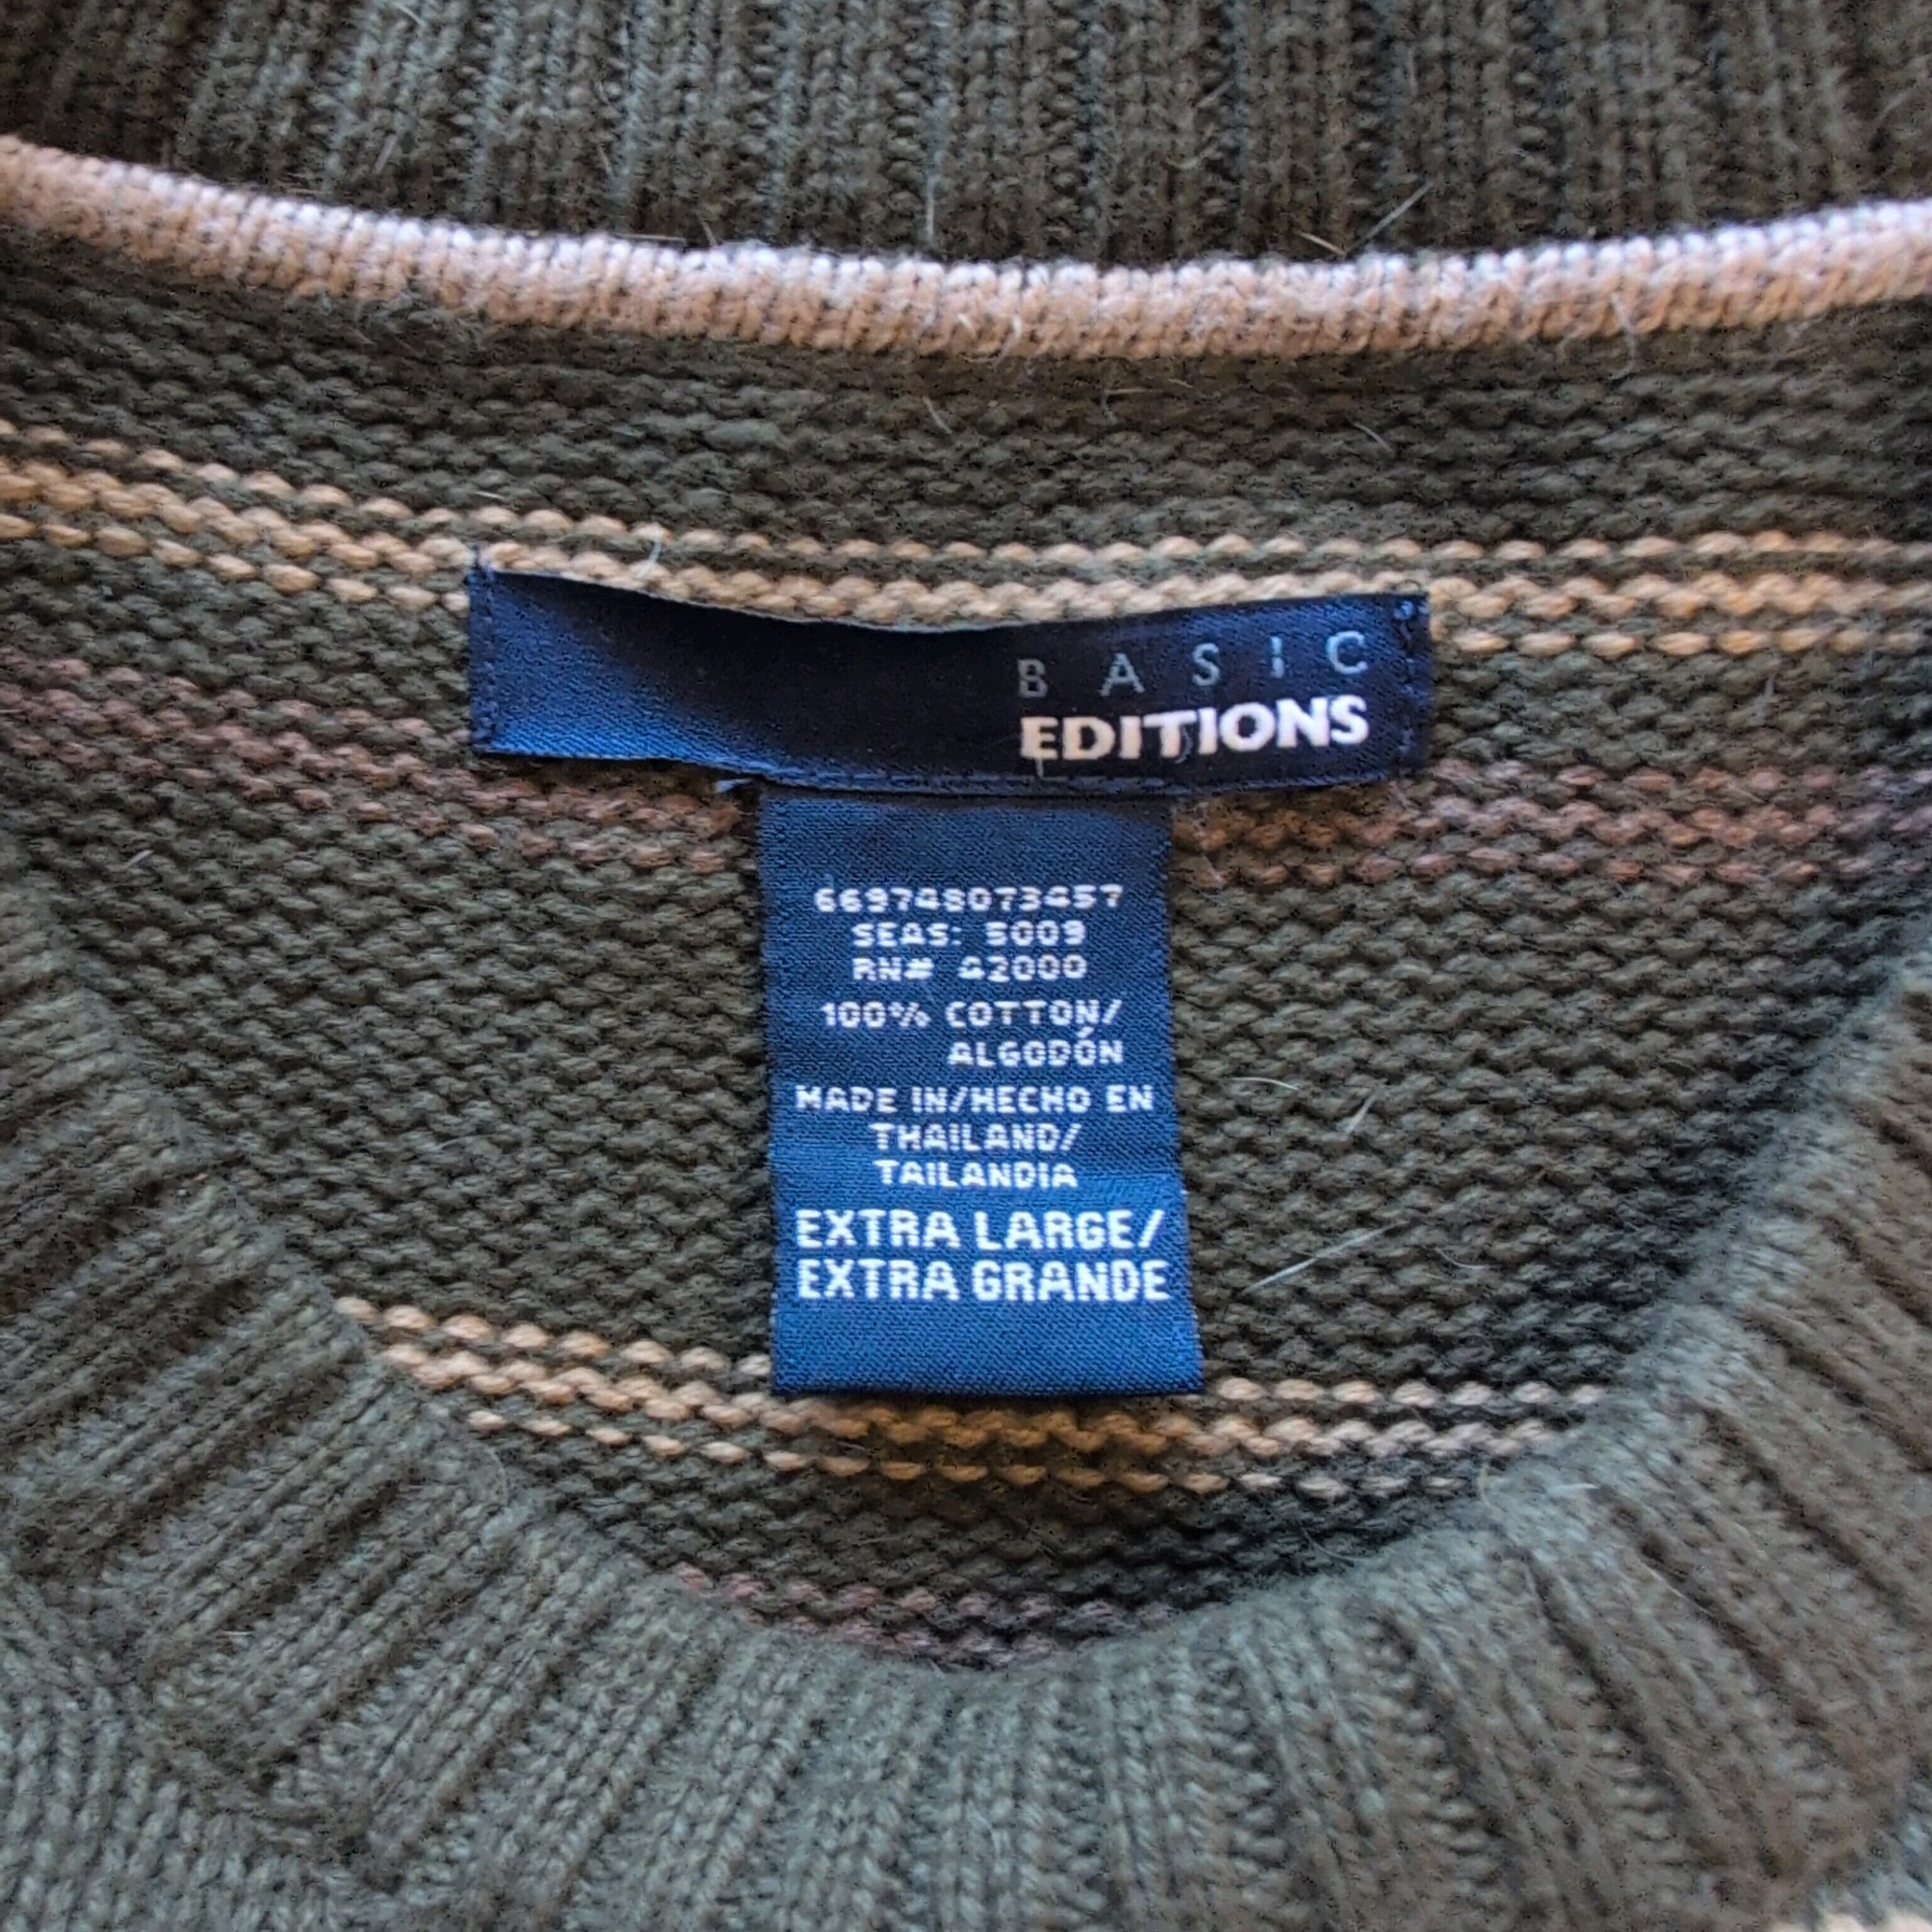 BASIC
EDITIONS
669748073457
SEAS: 5009
RN# 42000
100% COTTON/
ALGODÓN
MADE IN/HECHO EN
THAILAND/
TAILANDIA
EXTRA LARGE/
EXTRA GRANDE